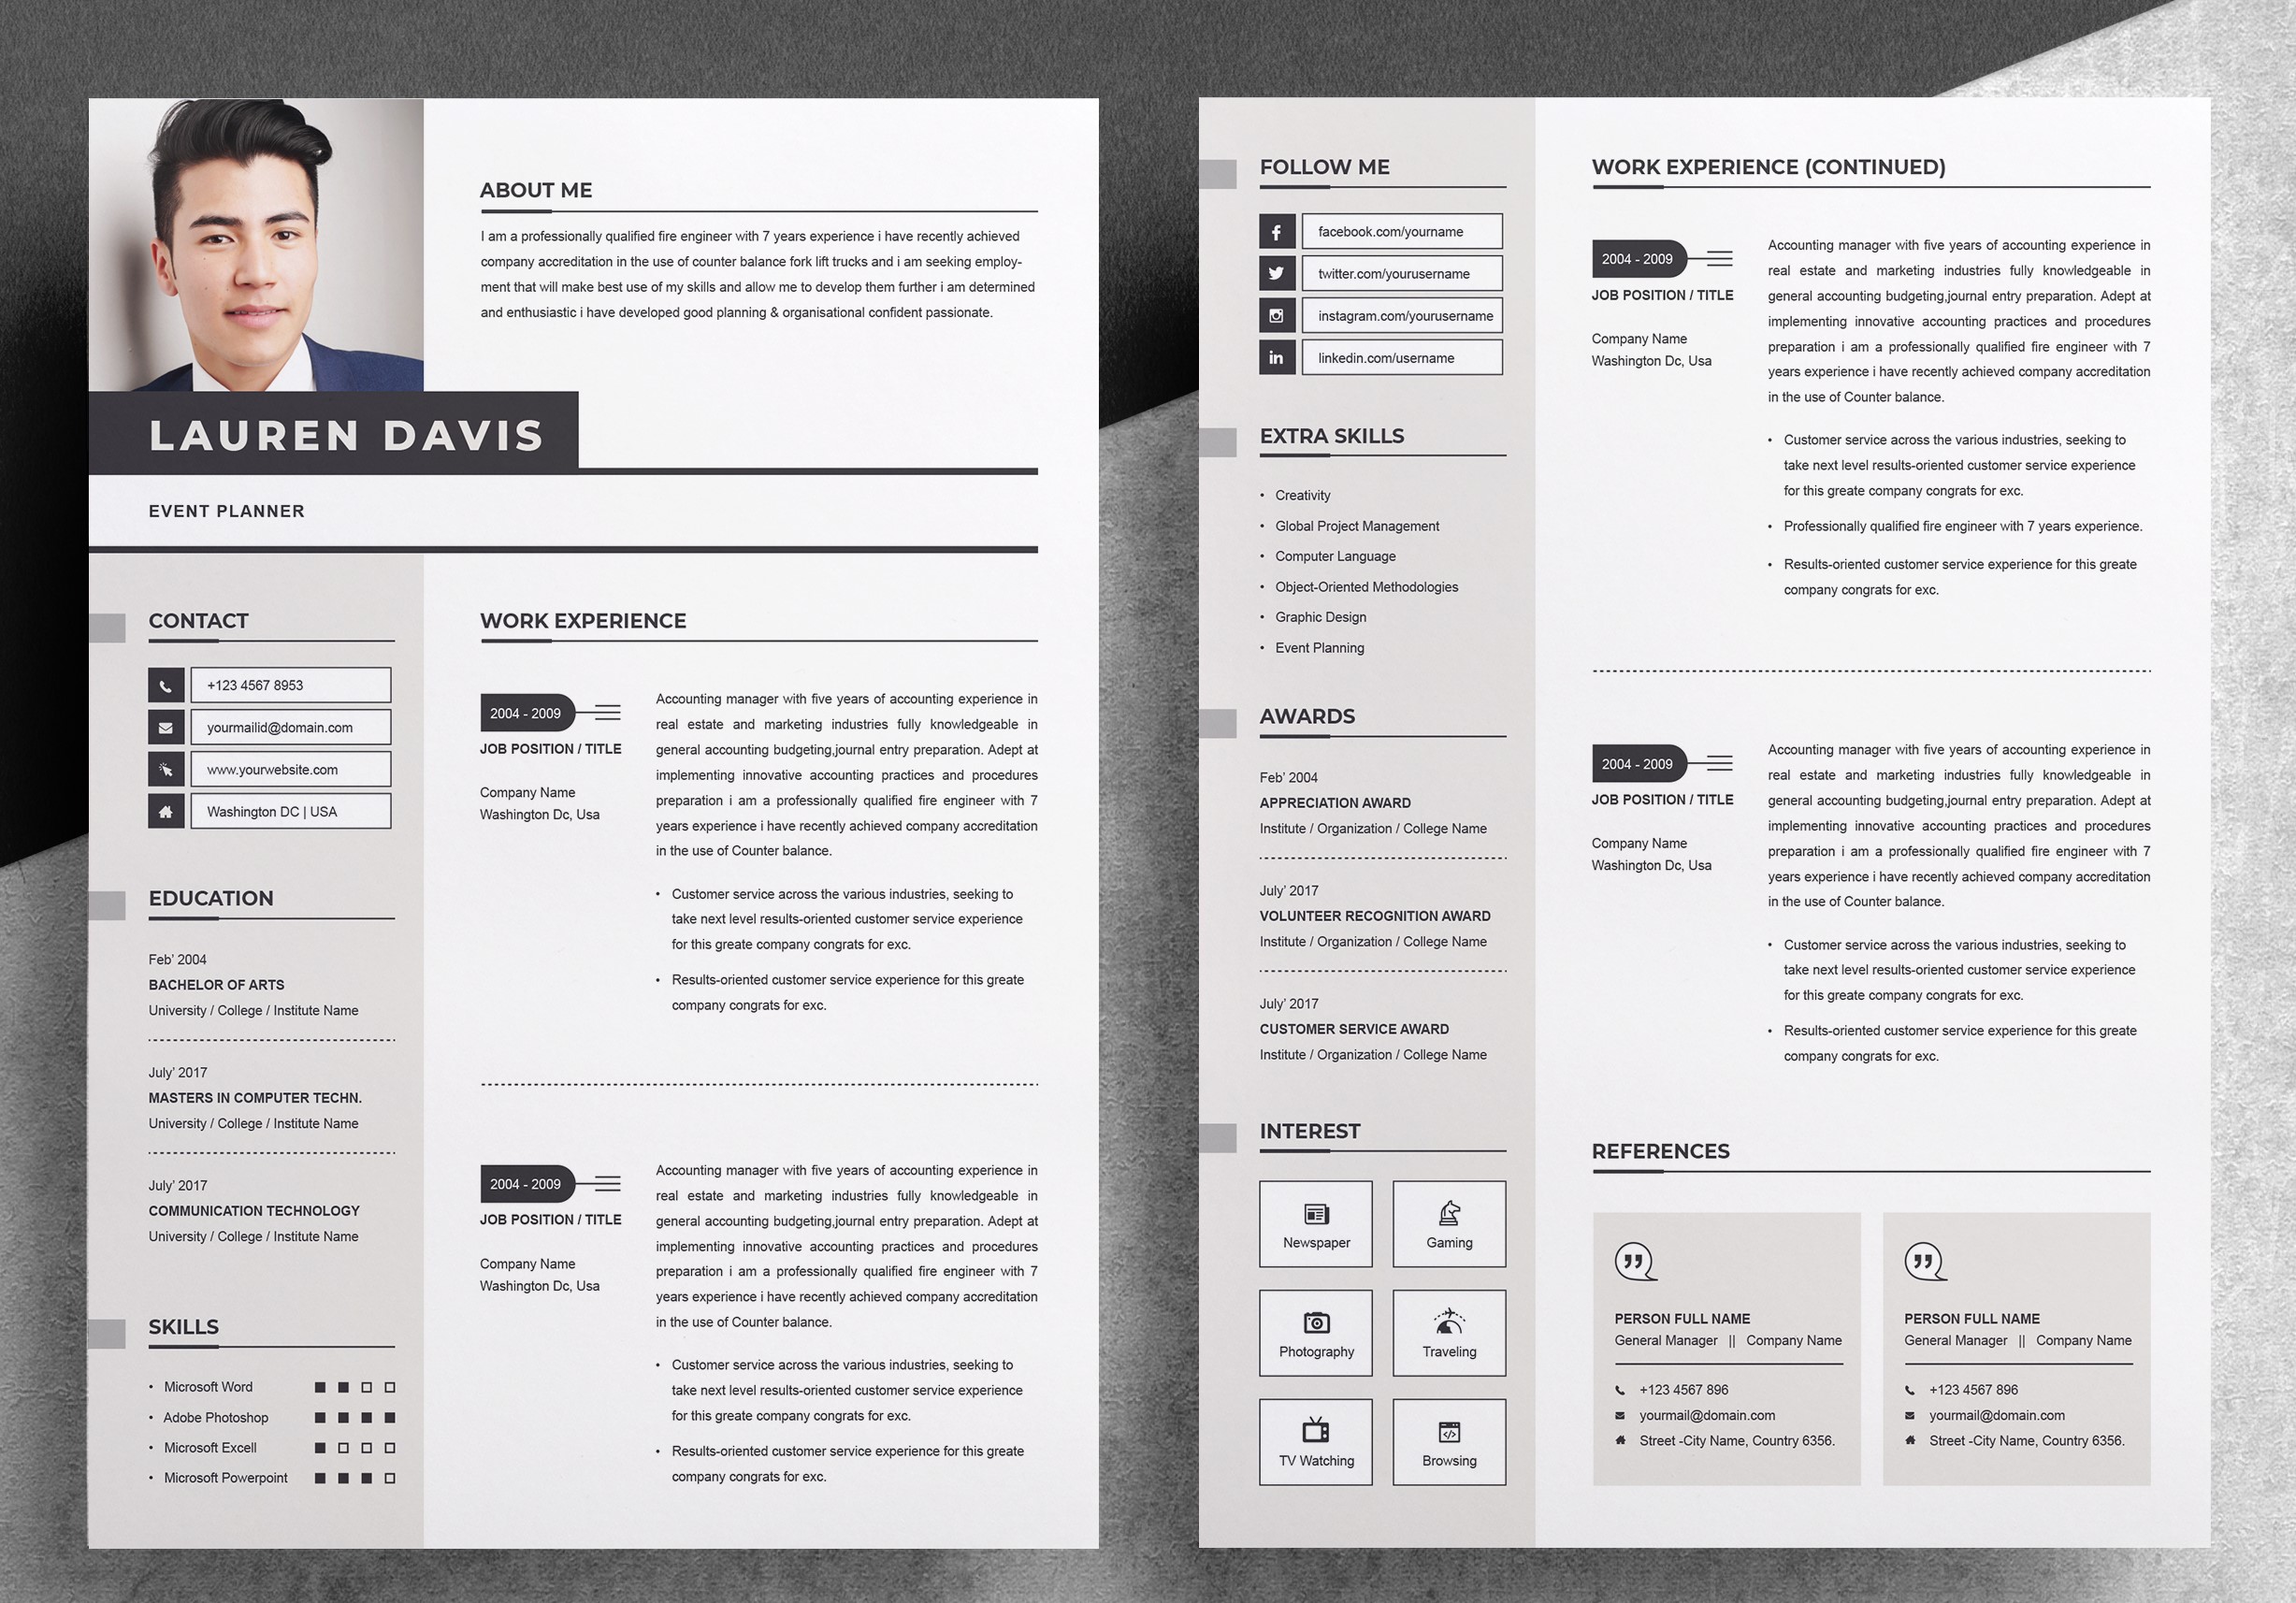 LAUREN DAVIS
EVENT PLANNER
ABOUT ME
I am a professionally qualified fire engineer with 7 years experience i have recently achieved
company accreditation in the use of counter balance fork lift trucks and i am seeking employ-
ment that will make best use of my skills and allow me to develop them further i am determined
and enthusiastic i have developed good planning & organisational confident passionate.
CONTACT
+123 4567 8953
yourmailid@domain.com
www.yourwebsite.com
Washington DC | USA
EDUCATION
Feb' 2004
BACHELOR OF ARTS
University / College / Institute Name
July' 2017
MASTERS IN COMPUTER TECHN.
University / College / Institute Name
July' 2017
COMMUNICATION TECHNOLOGY
University / College / Institute Name
SKILLS
• Microsoft Word
• Adobe Photoshop
• Microsoft Excell
• Microsoft Powerpoint
WORK EXPERIENCE
2004 - 2009
JOB POSITION / TITLE
Company Name
Washington Dc, Usa
Accounting manager with five years of accounting experience in
real estate and marketing industries fully knowledgeable in
general accounting budgeting,journal entry preparation. Adept at
implementing innovative accounting practices and procedures
preparation i am a professionally qualified fire engineer with 7
years experience i have recently achieved company accreditation
in the use of Counter balance.
• Customer service across the various industries, seeking to
take next level results-oriented customer service experience
for this greate company congrats for exc.
• Results-oriented customer service experience for this greate
company congrats for exc.
2004 - 2009
JOB POSITION / TITLE
Company Name
Washington Dc, Usa
Accounting manager with five years of accounting experience in
real estate and marketing industries fully knowledgeable in
general accounting budgeting,journal entry preparation. Adept at
implementing innovative accounting practices and procedures
preparation i am a professionally qualified fire engineer with 7
years experience i have recently achieved company accreditation
in the use of Counter balance.
• Customer service across the various industries, seeking to
take next level results-oriented customer service experience
for this greate company congrats for exc.
• Results-oriented customer service experience for this greate
company congrats for exc.
FOLLOW ME
facebook.com/yourname
twitter.com/yourusername
instagram.com/yourusername
linkedin.com/username
EXTRA SKILLS
• Creativity
• Global Project Management
• Computer Language
• Object-Oriented Methodologies
• Graphic Design
• Event Planning
AWARDS
Feb' 2004
APPRECIATION AWARD
Institute / Organization / College Name
July' 2017
VOLUNTEER RECOGNITION AWARD
Institute / Organization / College Name
July' 2017
CUSTOMER SERVICE AWARD
Institute / Organization / College Name
INTEREST
Newspaper
Gaming
Photography
Traveling
TV Watching
Browsing
WORK EXPERIENCE (CONTINUED)
2004 - 2009
JOB POSITION / TITLE
Company Name
Washington Dc, Usa
Accounting manager with five years of accounting experience in
real estate and marketing industries fully knowledgeable in
general accounting budgeting,journal entry preparation. Adept at
implementing innovative accounting practices and procedures
preparation i am a professionally qualified fire engineer with 7
years experience i have recently achieved company accreditation
in the use of Counter balance.
• Customer service across the various industries, seeking to
take next level results-oriented customer service experience
for this greate company congrats for exc.
• Professionally qualified fire engineer with 7 years experience.
• Results-oriented customer service experience for this greate
company congrats for exc.
2004 - 2009
JOB POSITION / TITLE
Company Name
Washington Dc, Usa
Accounting manager with five years of accounting experience in
real estate and marketing industries fully knowledgeable in
general accounting budgeting,journal entry preparation. Adept at
implementing innovative accounting practices and procedures
preparation i am a professionally qualified fire engineer with 7
years experience i have recently achieved company accreditation
in the use of Counter balance.
• Customer service across the various industries, seeking to
take next level results-oriented customer service experience
for this greate company congrats for exc.
• Results-oriented customer service experience for this greate
company congrats for exc.
REFERENCES
PERSON FULL NAME
General Manager || Company Name
+123 4567 896
yourmail@domain.com
Street -City Name, Country 6356.
PERSON FULL NAME
General Manager || Company Name
+123 4567 896
yourmail@domain.com
Street -City Name, Country 6356.